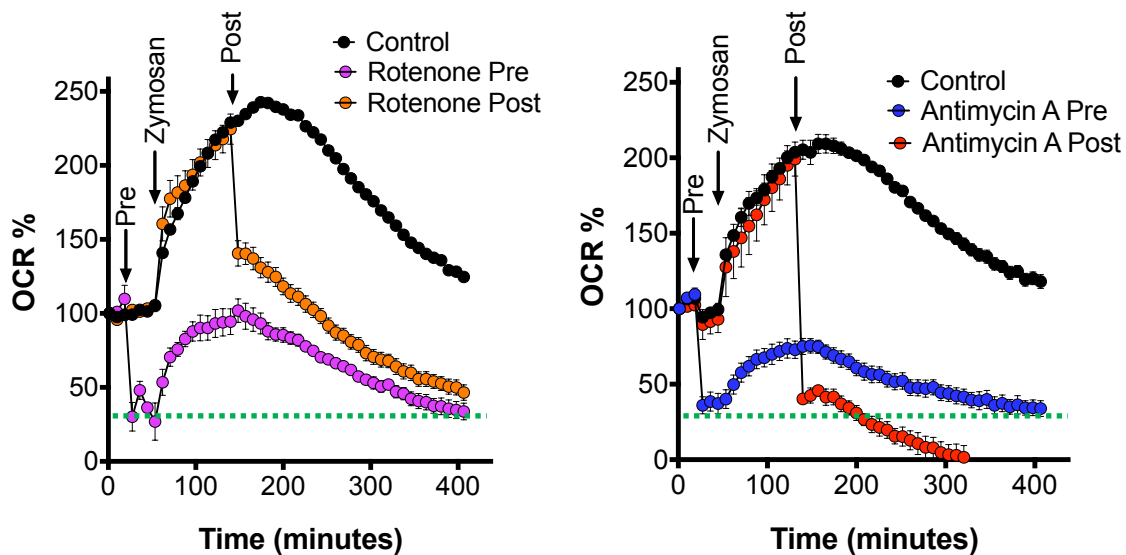 Control
Rotenone Pre
Rotenone Post
Pre
Zymosan
Post
OCR %
250
200
150
100
50
0
0 100 200 300 400
Time (minutes)
Control
Antimycin A Pre
Antimycin A Post
Pre
Zymosan
Post
OCR %
250
200
150
100
50
0
0 100 200 300 400
Time (minutes)